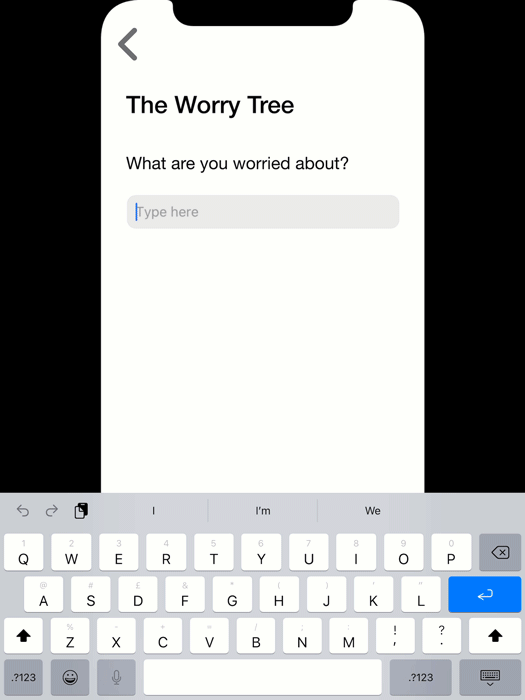 The Worry Tree
What are you worried about?
Type here
I I'm We
1 2 3 4 5 6 7 8 9 0
Q W E R T Y U I O P
@ # £ & * ( ) ' "
A S D F G H J K L
% - + = / ; : ! ?
Z X C V B N M , .
.?123 .?123